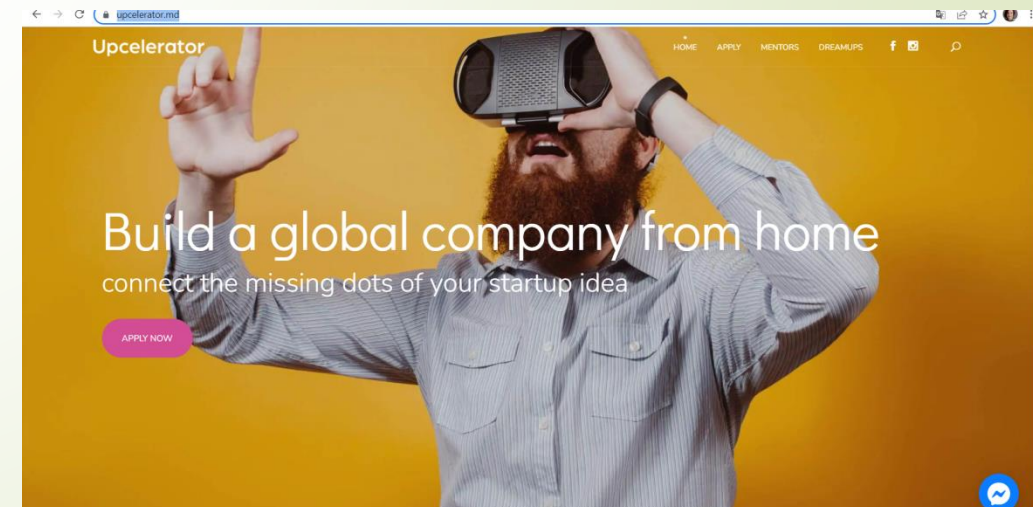 upcelerator.md
Upcelerator
HOME APPLY MENTORS DREAMUPS
Build a global company from home
connect the missing dots of your startup idea
APPLY NOW